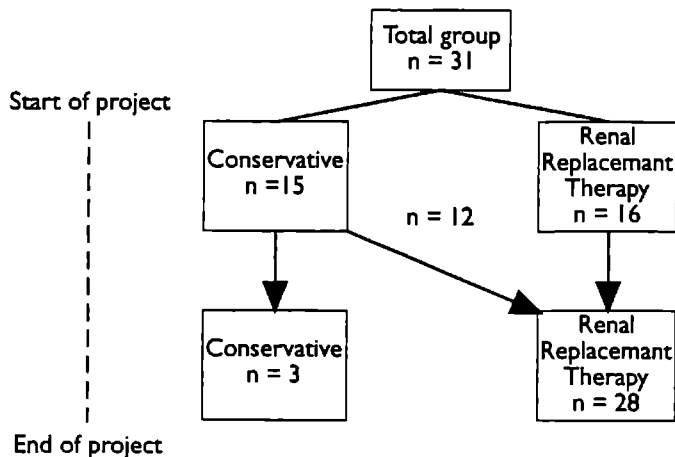 Total group
n = 31
Start of project
Conservative
n =15
Renal
Replacemant
Therapy
n = 16
n = 12
Conservative
n = 3
Renal
Replacemant
Therapy
n = 28
End of project